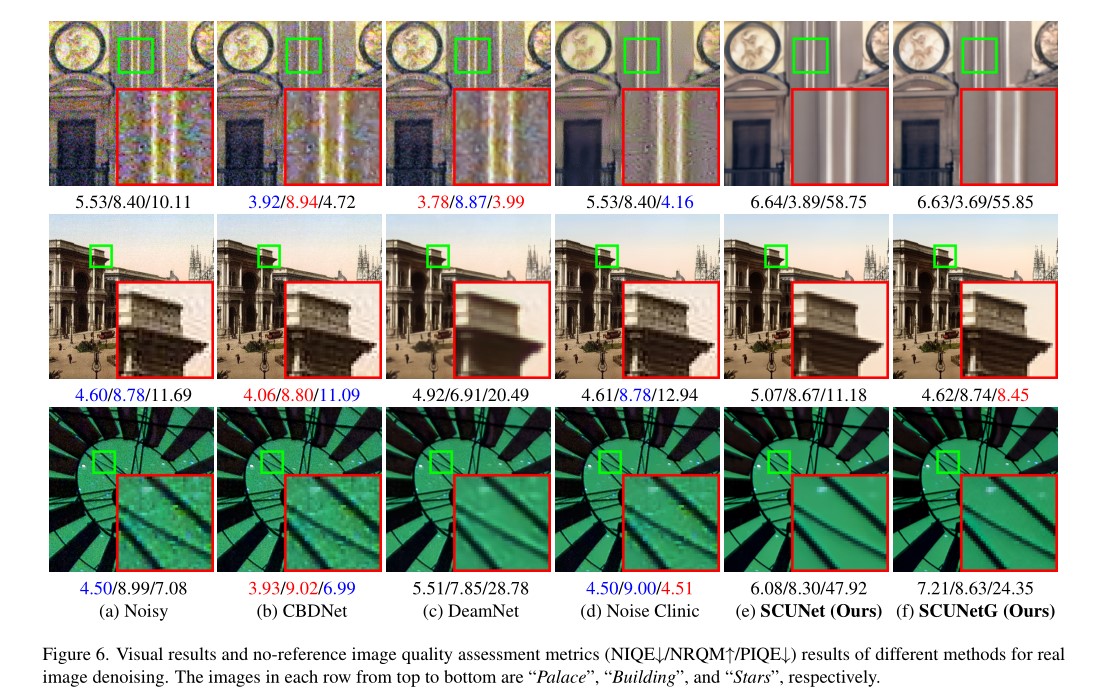 5.53/8.40/10.11 3.92/8.94/4.72 3.78/8.87/3.99 5.53/8.40/4.16 6.64/3.89/58.75 6.63/3.69/55.85
4.60/8.78/11.69 4.06/8.80/11.09 4.92/6.91/20.49 4.61/8.78/12.94 5.07/8.67/11.18 4.62/8.74/8.45
4.50/8.99/7.08 3.93/9.02/6.99 5.51/7.85/28.78 4.50/9.00/4.51 6.08/8.30/47.92 7.21/8.63/24.35
(a) Noisy (b) CBDNet (c) DeamNet (d) Noise Clinic (e) SCUNet (Ours) (f) SCUNetG (Ours)
Figure 6. Visual results and no-reference image quality assessment metrics (NIQE↓/NRQM↑/PIQE↓) results of different methods for real
image denoising. The images in each row from top to bottom are “Palace”, “Building”, and “Stars”, respectively.